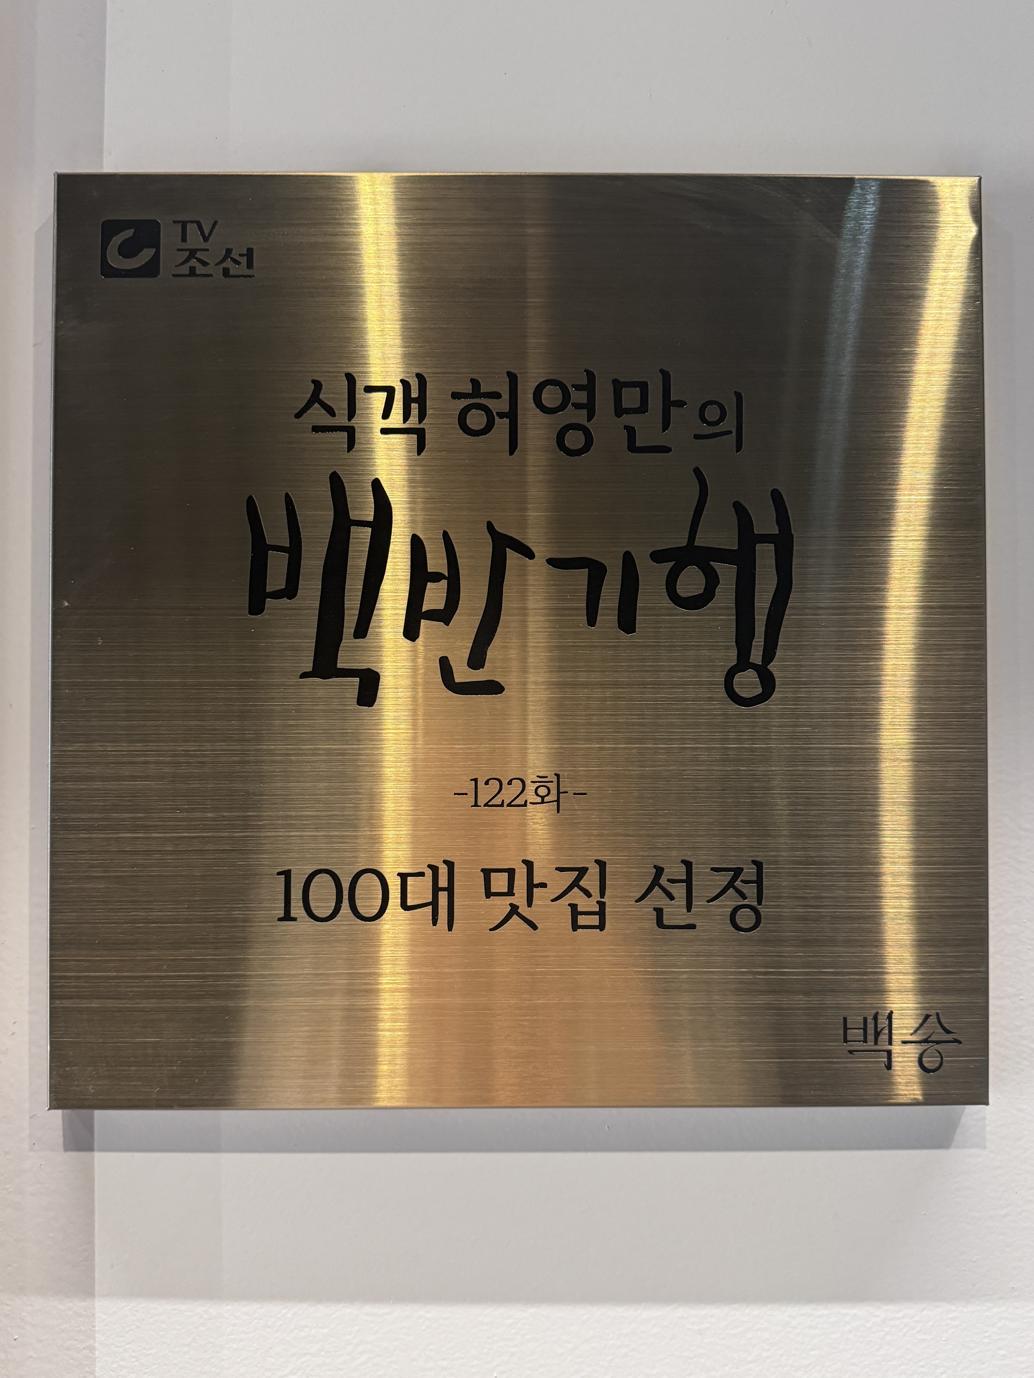 TV
조선
식객 허영만의
백반기행
-122화-
100대 맛집 선정
백송